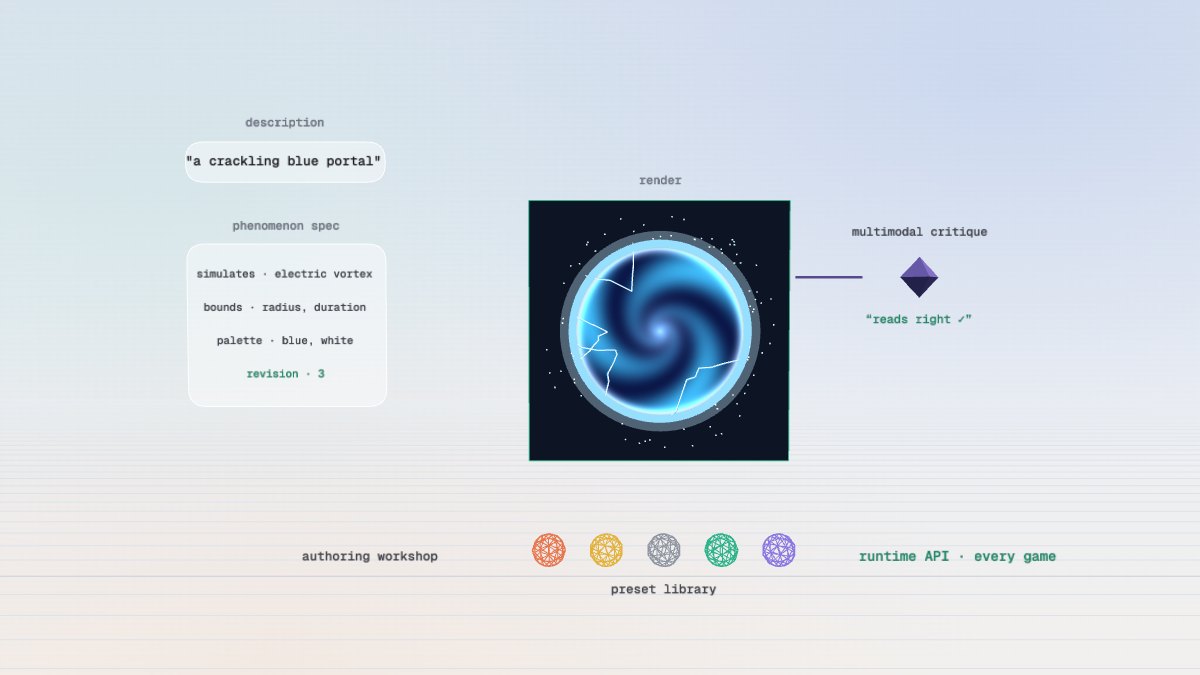 description
"a crackling blue portal"
phenomenon spec
simulates · electric vortex
bounds · radius, duration
palette · blue, white
revision · 3
render
multimodal critique
“reads right ✓”
authoring workshop
preset library
runtime API · every game